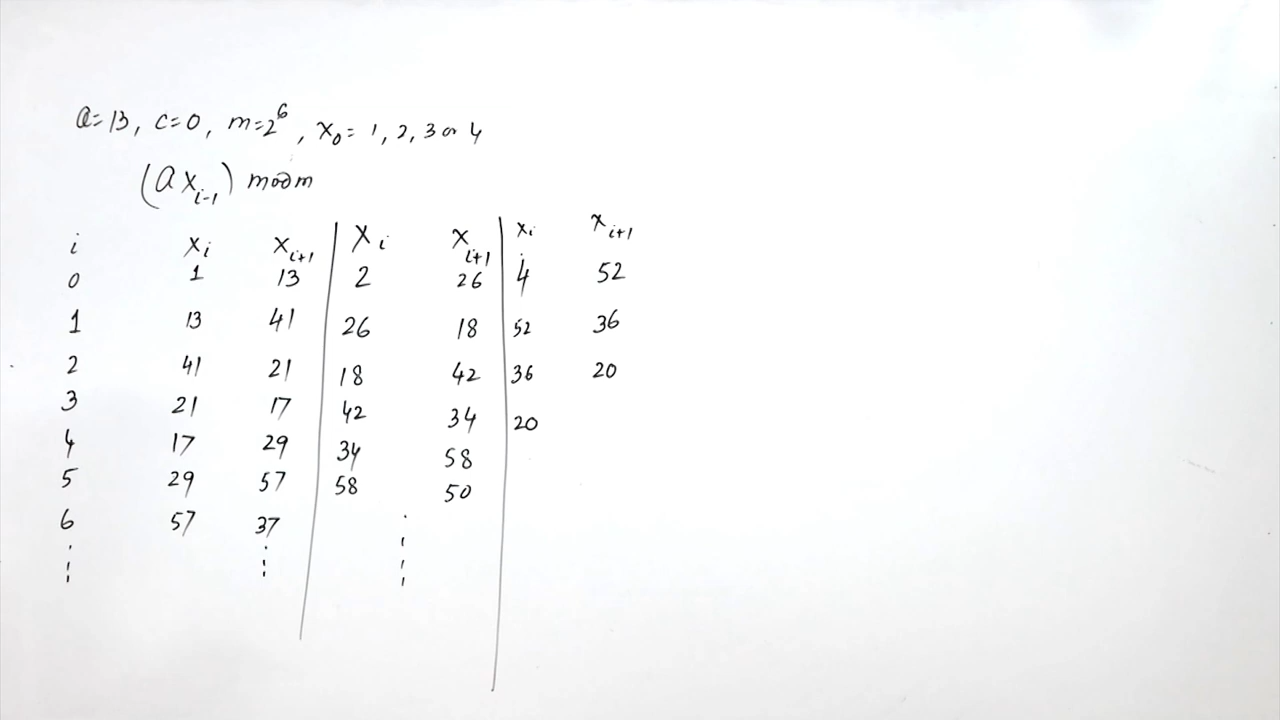 a=13, c=0, m=2^6, x_0= 1, 2, 3 or 4
(a x_{i-1}) mod m
i x_i x_{i+1} x_i x_{i+1} x_i x_{i+1}
0 1 13 2 26 4 52
1 13 41 26 18 52 36
2 41 21 18 42 36 20
3 21 17 42 34 20
4 17 29 34 58
5 29 57 58 50
6 57 37